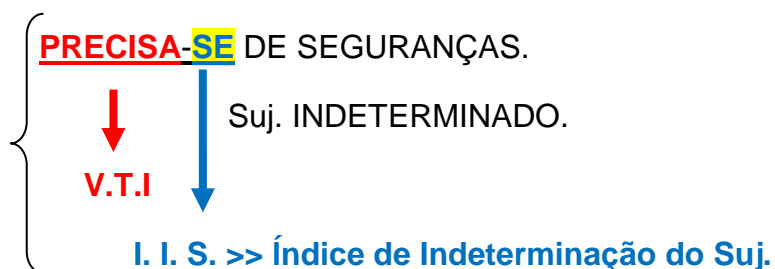 PRECISA-SE DE SEGURANÇAS.
Suj. INDETERMINADO.
V.T.I
I. I. S. >> Índice de Indeterminação do Suj.